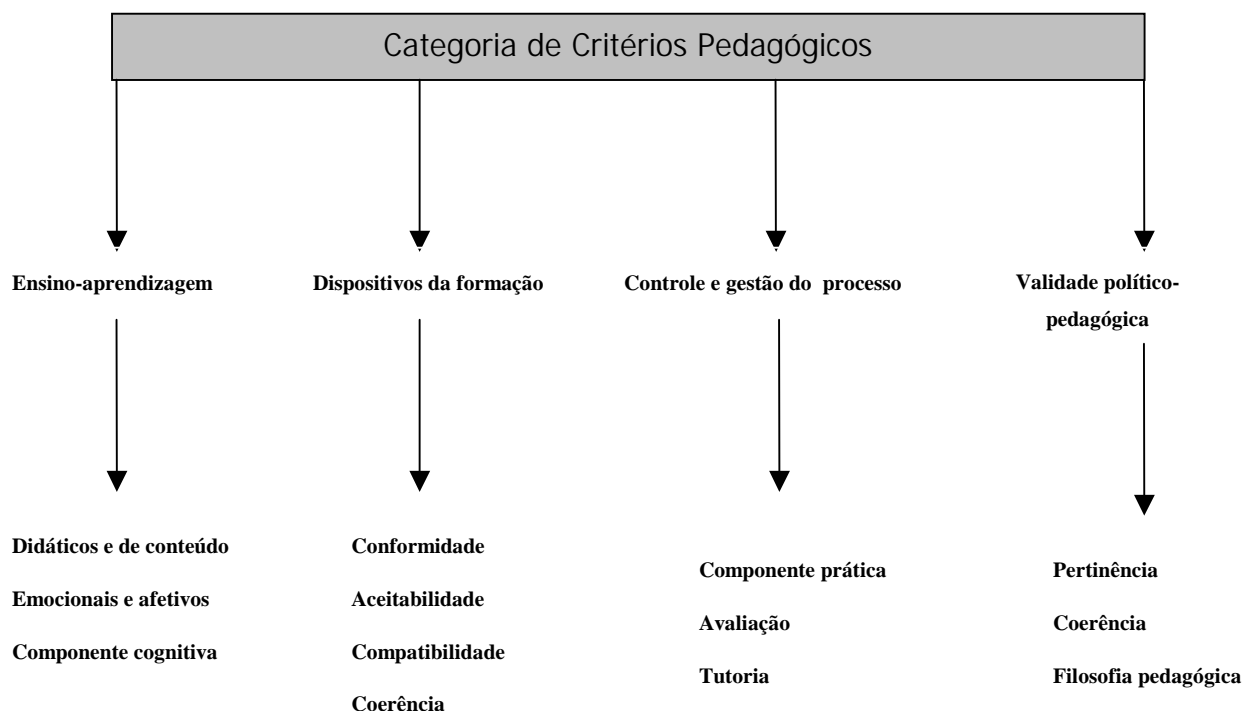 Categoria de Critérios Pedagógicos
Ensino-aprendizagem
Dispositivos da formação
Controle e gestão do processo
Validade político-
pedagógica
Didáticos e de conteúdo
Emocionais e afetivos
Componente cognitiva
Conformidade
Aceitabilidade
Compatibilidade
Coerência
Componente prática
Avaliação
Tutoria
Pertinência
Coerência
Filosofia pedagógica